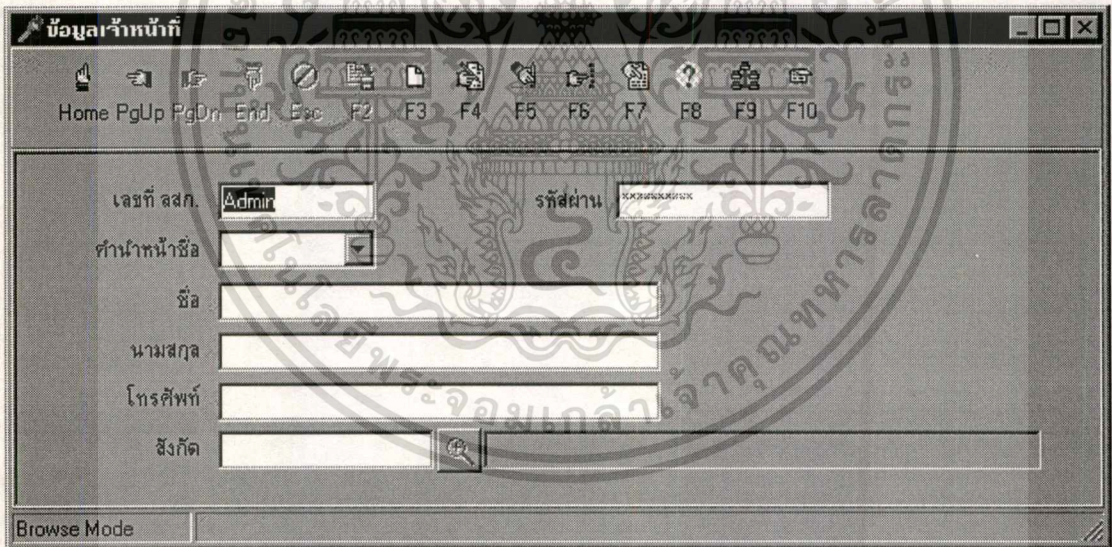 ข้อมูลเจ้าหน้าที่
Home PgUp PgDn End Esc F2 F3 F4 F5 F6 F7 F8 F9 F10
เลขที่ ลสก. Admin รหัสผ่าน xxxxxxxxxx
คำนำหน้าชื่อ
ชื่อ
นามสกุล
โทรศัพท์
สังกัด
Browse Mode